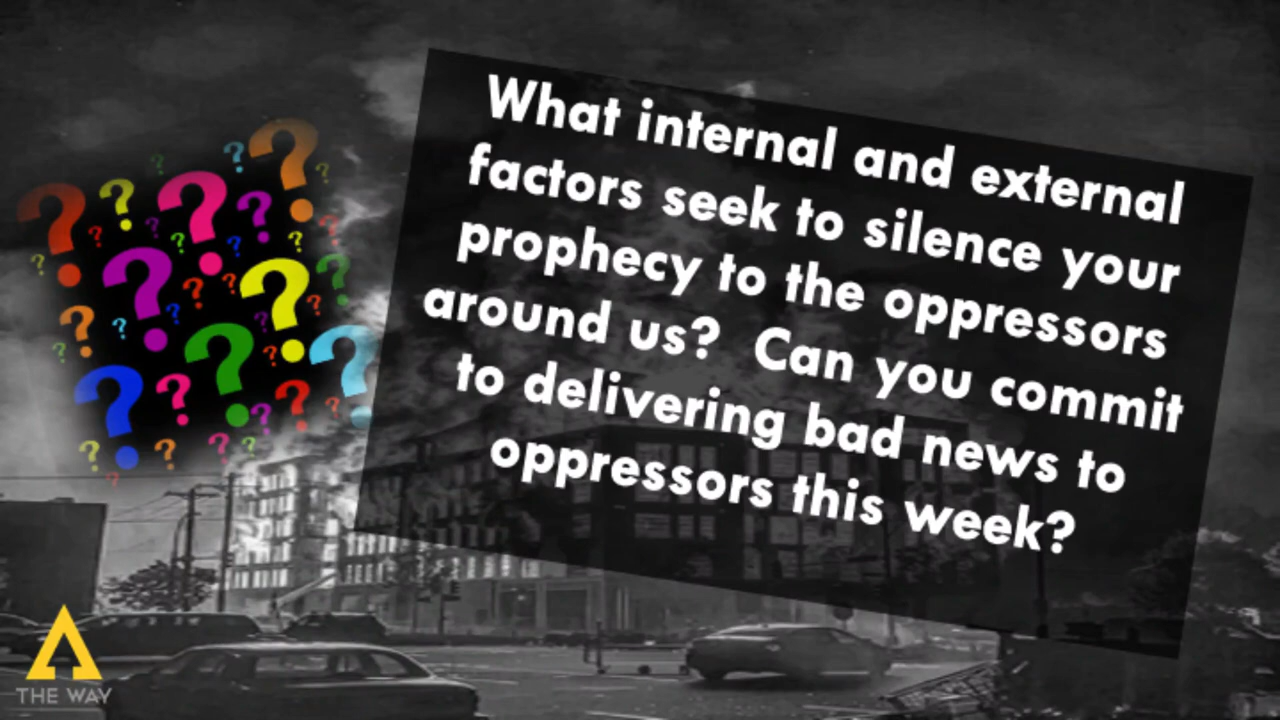 What internal and external
factors seek to silence your
prophecy to the oppressors
around us?  Can you commit
to delivering bad news to
oppressors this week?
THE WAY